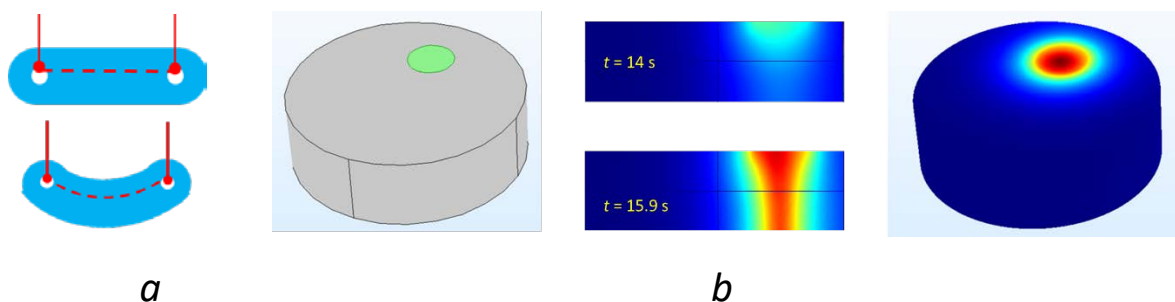 t = 14 s
t = 15.9 s
a
b